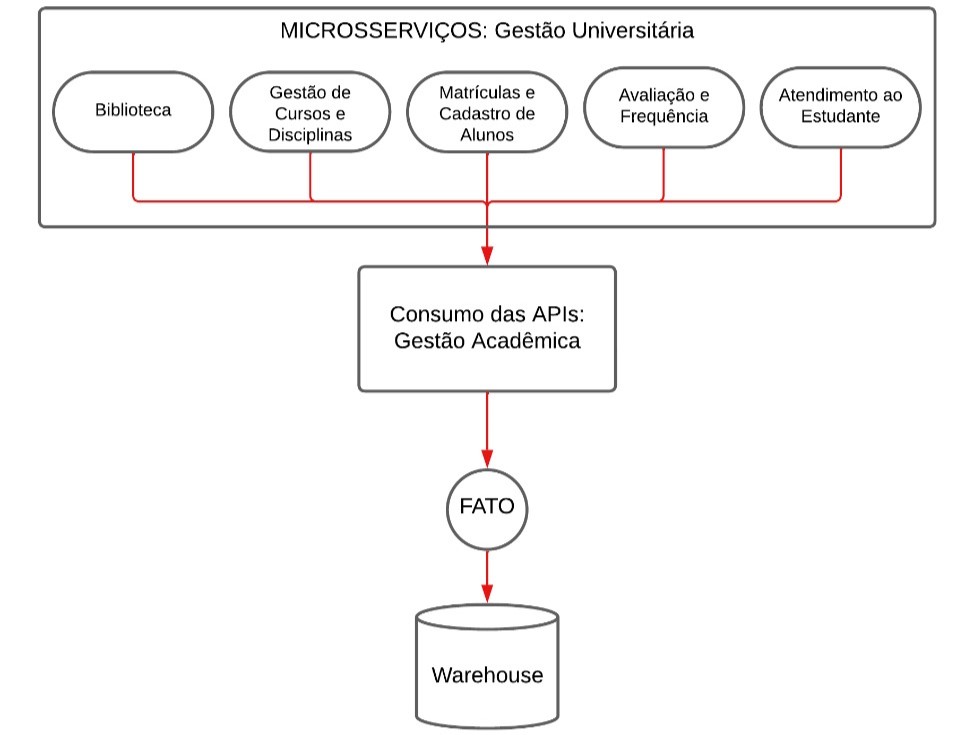 MICROSSERVIÇOS: Gestão Universitária
Biblioteca
Gestão de
Cursos e
Disciplinas
Matrículas e
Cadastro de
Alunos
Avaliação e
Frequência
Atendimento ao
Estudante
Consumo das APIs:
Gestão Acadêmica
FATO
Warehouse